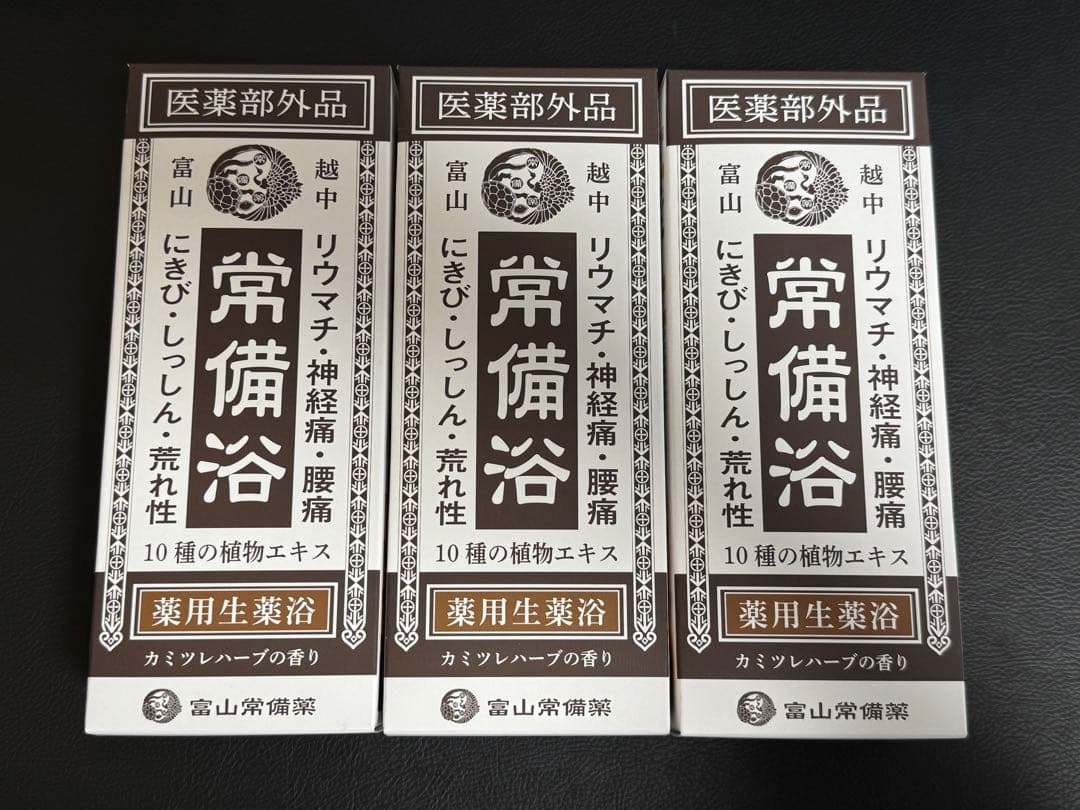 医薬部外品
越中
富山
リウマチ・神経痛・腰痛
常備浴
にきび・しっしん・荒れ性
10種の植物エキス
薬用生薬浴
カミツレハーブの香り
富山常備薬
医薬部外品
越中
富山
リウマチ・神経痛・腰痛
常備浴
にきび・しっしん・荒れ性
10種の植物エキス
薬用生薬浴
カミツレハーブの香り
富山常備薬
医薬部外品
越中
富山
リウマチ・神経痛・腰痛
常備浴
にきび・しっしん・荒れ性
10種の植物エキス
薬用生薬浴
カミツレハーブの香り
富山常備薬